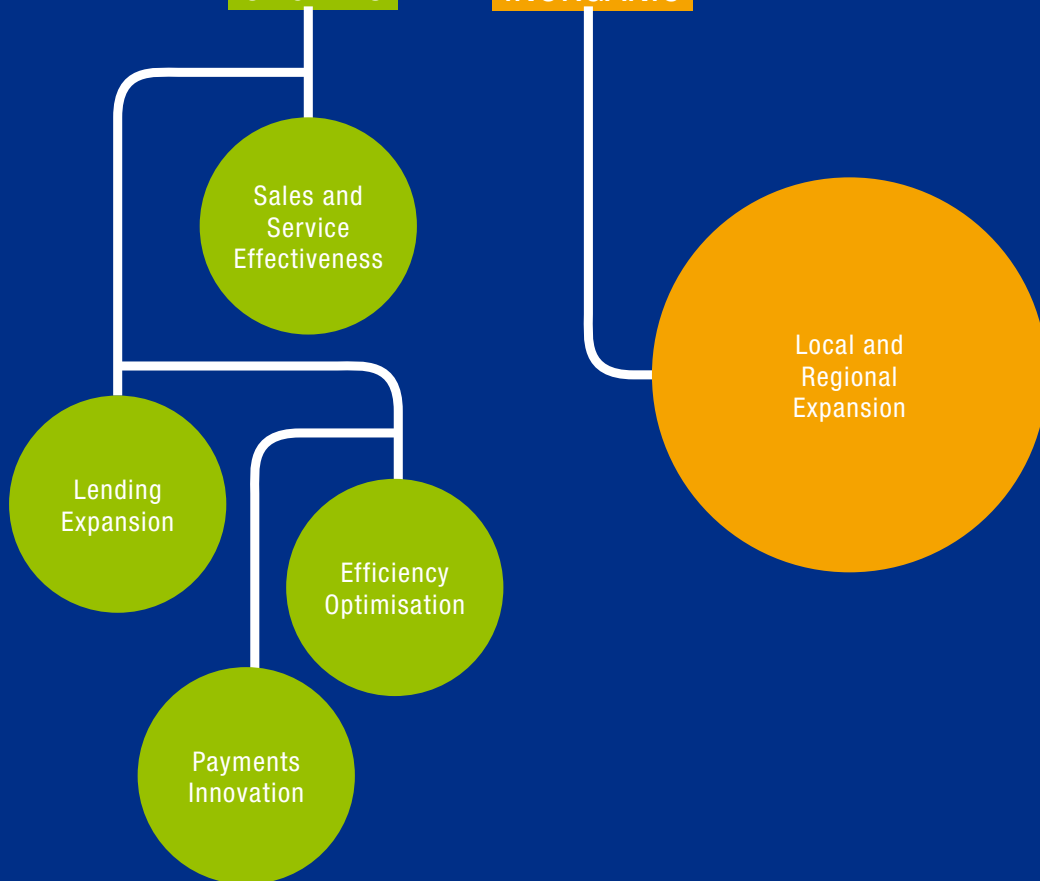 Sales and
Service
Effectiveness
Local and
Regional
Expansion
Lending
Expansion
Efficiency
Optimisation
Payments
Innovation